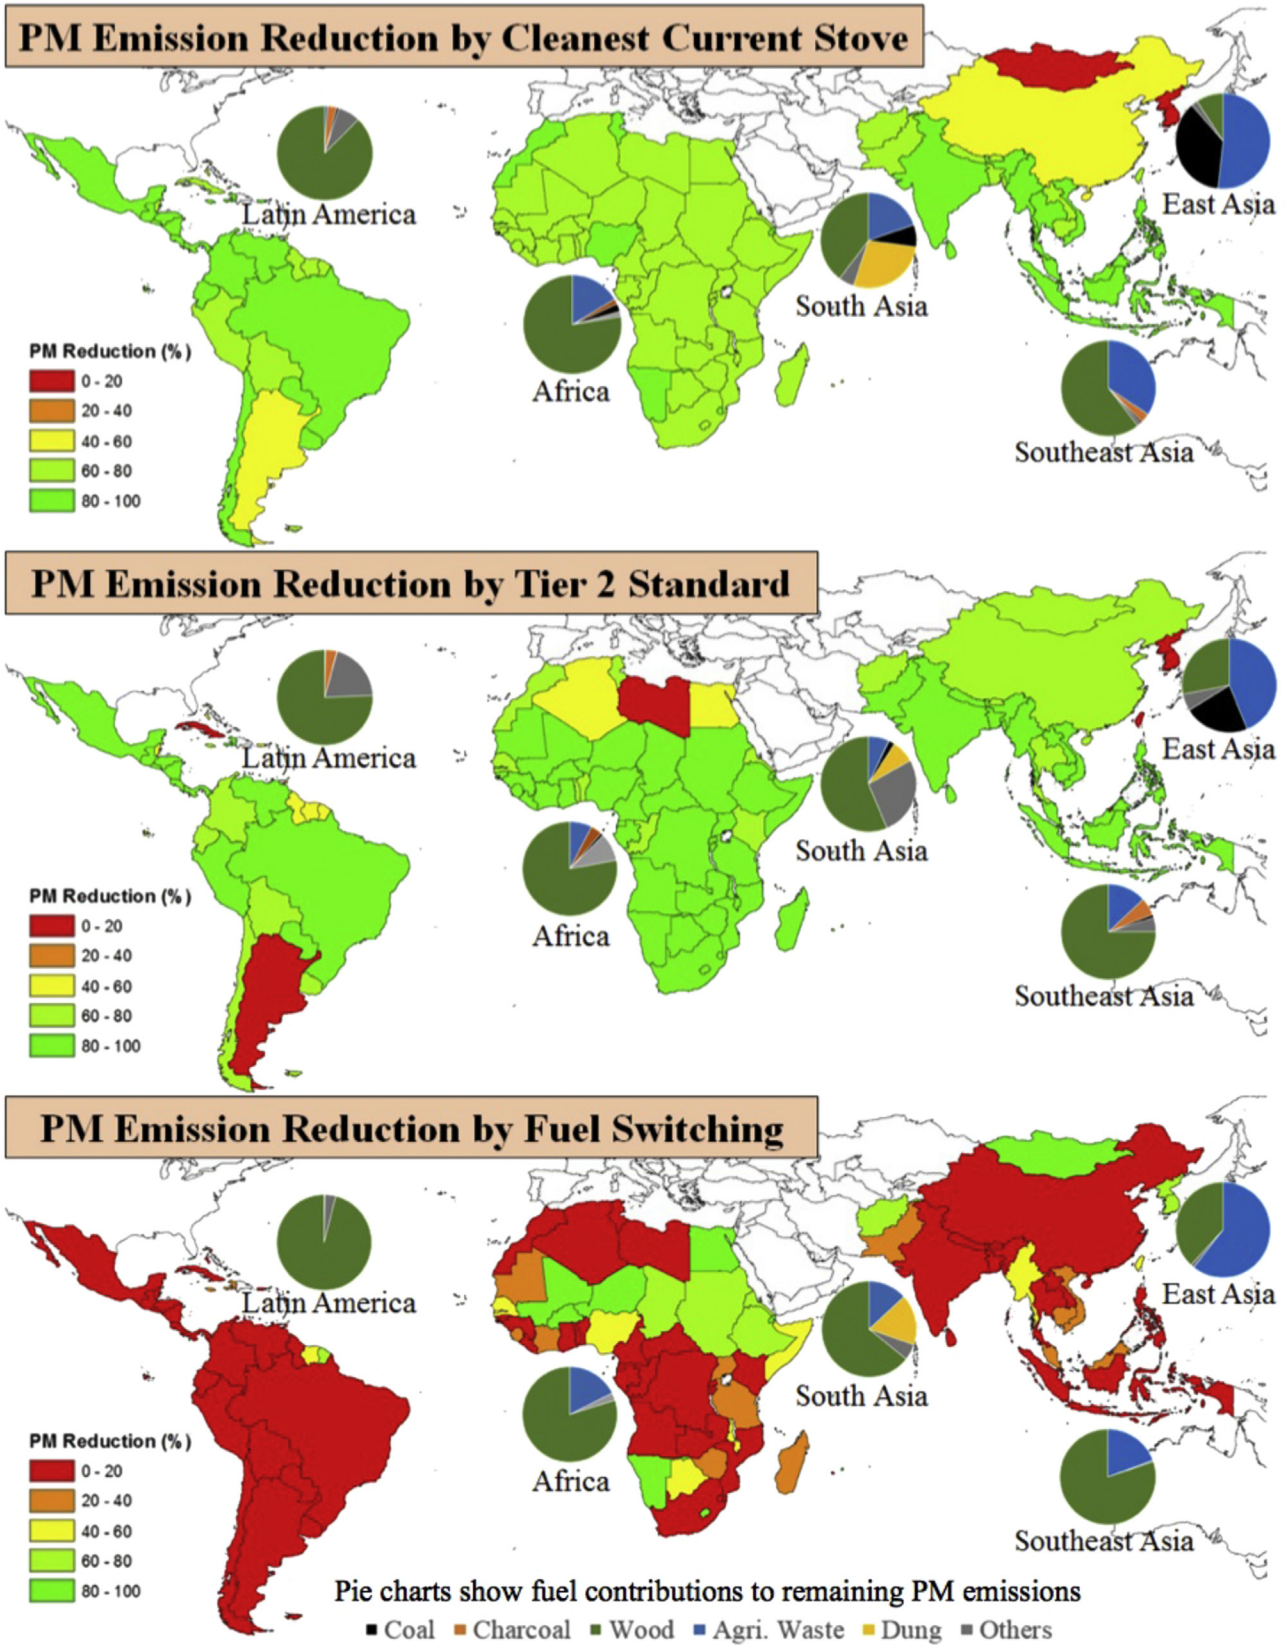 PM Emission Reduction by Cleanest Current Stove
Latin America
East Asia
South Asia
Africa
Southeast Asia
PM Reduction (%)
0 - 20
20 - 40
40 - 60
60 - 80
80 - 100
PM Emission Reduction by Tier 2 Standard
Latin America
East Asia
South Asia
Africa
Southeast Asia
PM Reduction (%)
0 - 20
20 - 40
40 - 60
60 - 80
80 - 100
PM Emission Reduction by Fuel Switching
Latin America
East Asia
South Asia
Africa
Southeast Asia
PM Reduction (%)
0 - 20
20 - 40
40 - 60
60 - 80
80 - 100
Pie charts show fuel contributions to remaining PM emissions
Coal Charcoal Wood Agri. Waste Dung Others